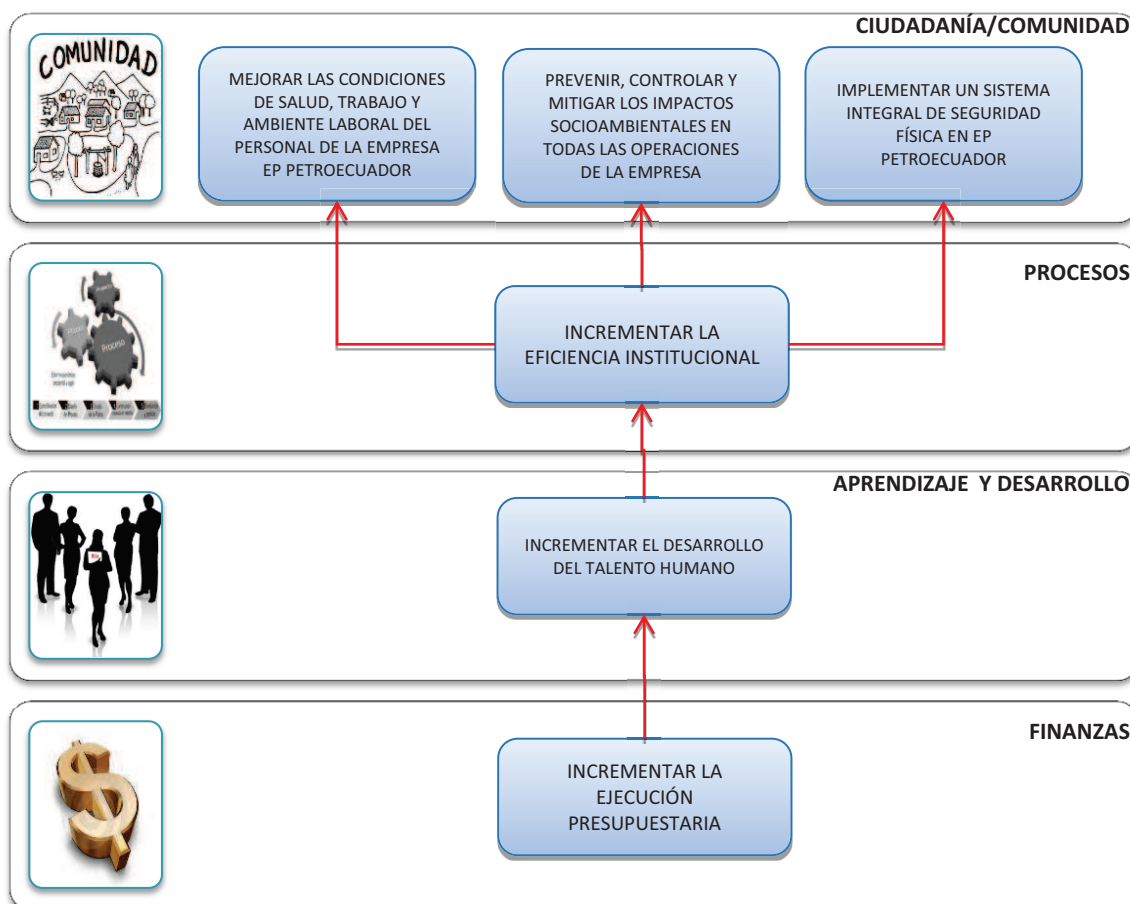 CIUDADANÍA/COMUNIDAD
COMUNIDAD
MEJORAR LAS CONDICIONES
DE SALUD, TRABAJO Y
AMBIENTE LABORAL DEL
PERSONAL DE LA EMPRESA
EP PETROECUADOR
PREVENIR, CONTROLAR Y
MITIGAR LOS IMPACTOS
SOCIOAMBIENTALES EN
TODAS LAS OPERACIONES
DE LA EMPRESA
IMPLEMENTAR UN SISTEMA
INTEGRAL DE SEGURIDAD
FÍSICA EN EP
PETROECUADOR
PROCESOS
Proceso
INCREMENTAR LA
EFICIENCIA INSTITUCIONAL
APRENDIZAJE Y DESARROLLO
INCREMENTAR EL DESARROLLO
DEL TALENTO HUMANO
FINANZAS
INCREMENTAR LA
EJECUCIÓN
PRESUPUESTARIA